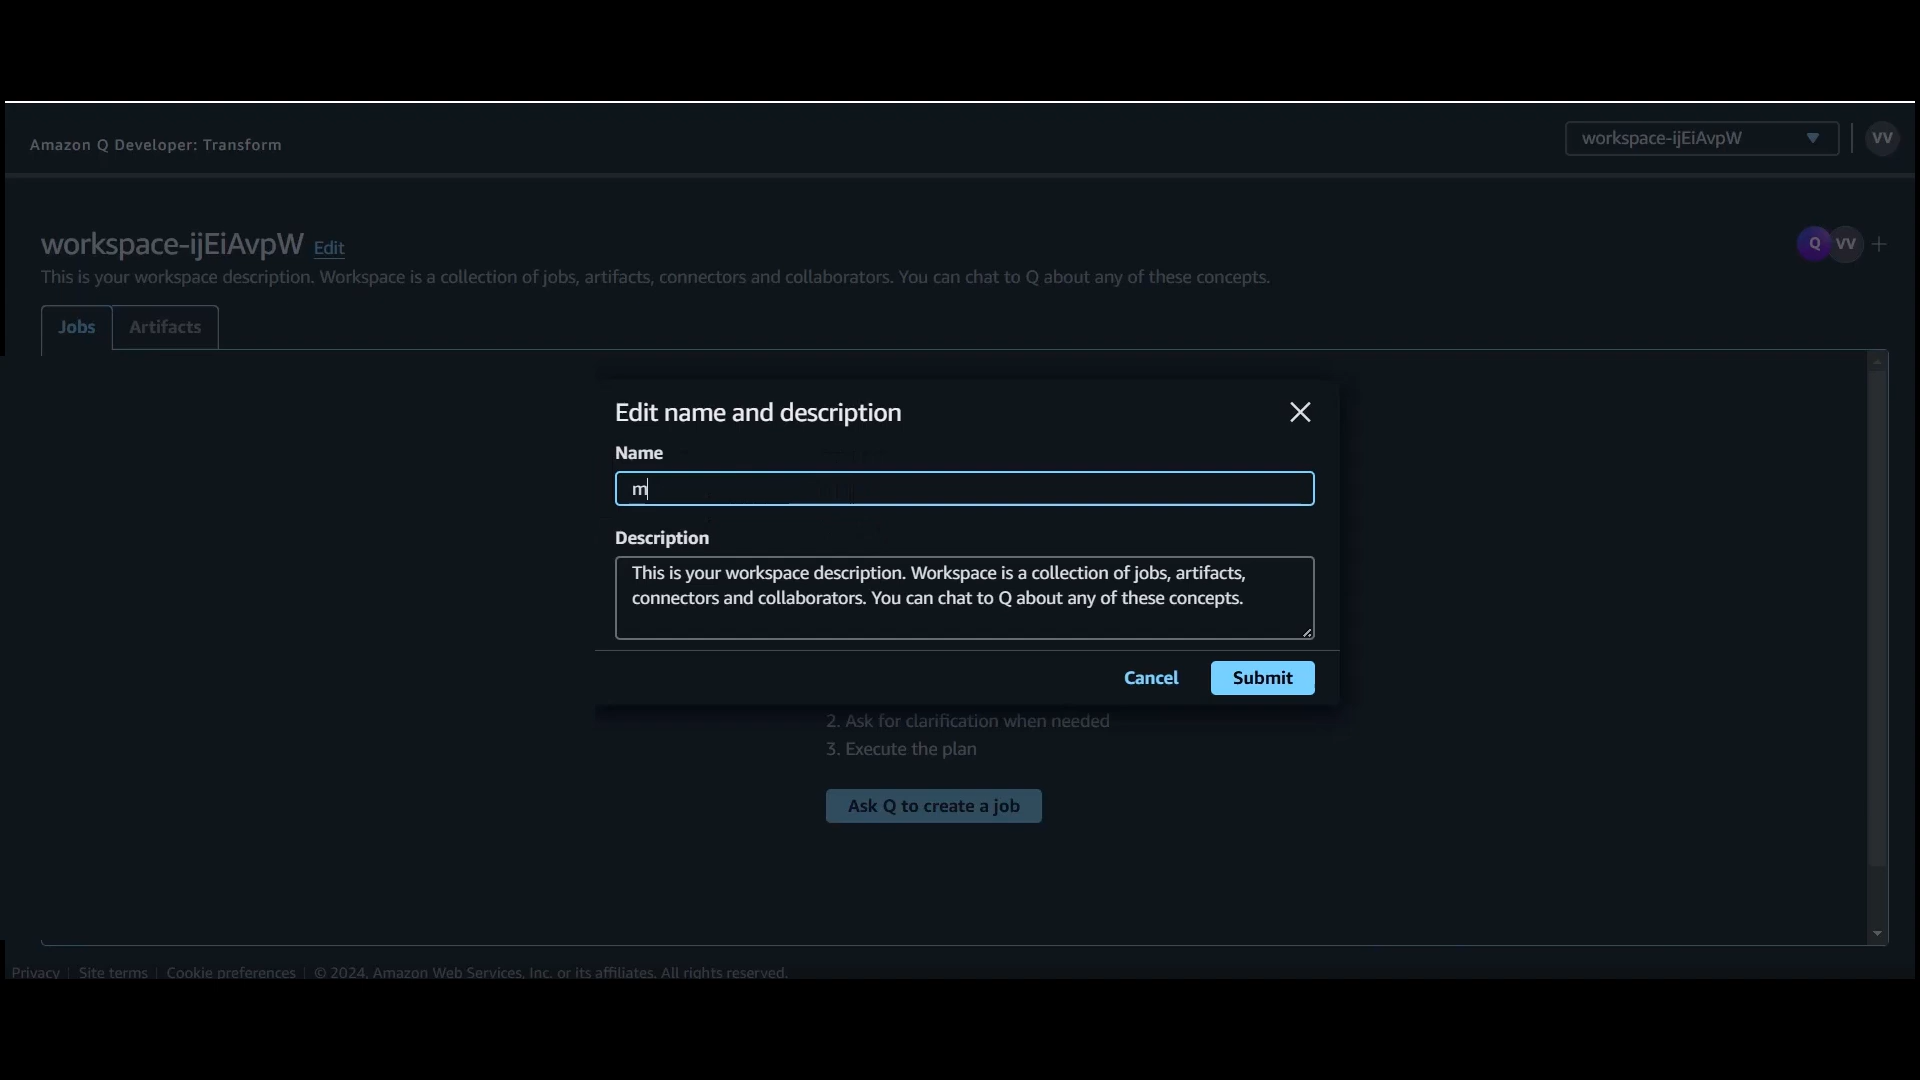 Amazon Q Developer: Transform
workspace-ijEiAvpW
VV
workspace-ijEiAvpW Edit
Q VV
This is your workspace description. Workspace is a collection of jobs, artifacts, connectors and collaborators. You can chat to Q about any of these concepts.
Jobs
Artifacts
Edit name and description
Name
m
Description
This is your workspace description. Workspace is a collection of jobs, artifacts,
connectors and collaborators. You can chat to Q about any of these concepts.
Cancel
Submit
2. Ask for clarification when needed
3. Execute the plan
Ask Q to create a job
Privacy | Site terms | Cookie preferences | © 2024, Amazon Web Services, Inc. or its affiliates. All rights reserved.